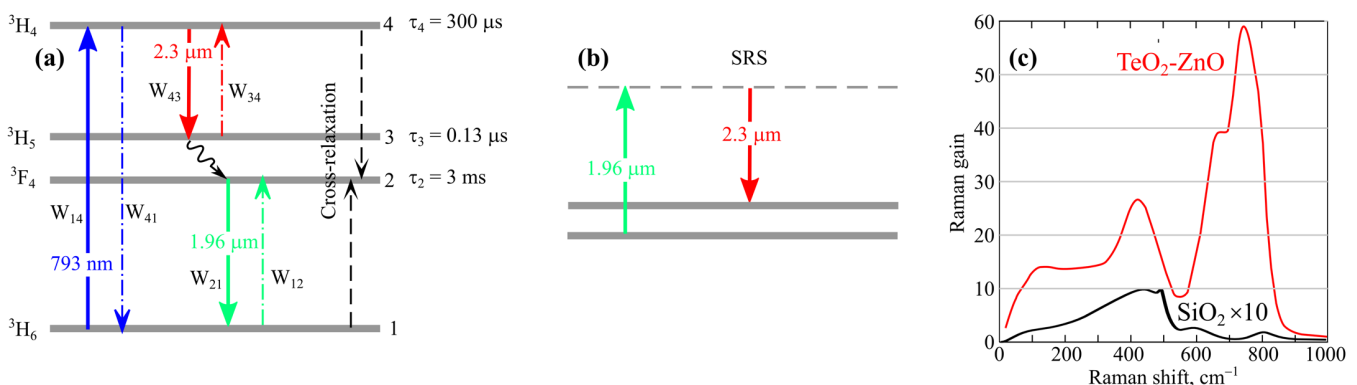 (a)
³H₄
4
τ₄ = 300 μs
2.3 μm
W₄₃
W₃₄
³H₅
3
τ₃ = 0.13 μs
³F₄
2
τ₂ = 3 ms
Cross-relaxation
W₁₄
W₄₁
793 nm
1.96 μm
W₂₁
W₁₂
³H₆
1
(b)
SRS
2.3 μm
1.96 μm
(c)
TeO₂-ZnO
SiO₂ ×10
Raman gain
60
50
40
30
20
10
0
0 200 400 600 800 1000
Raman shift, cm⁻¹